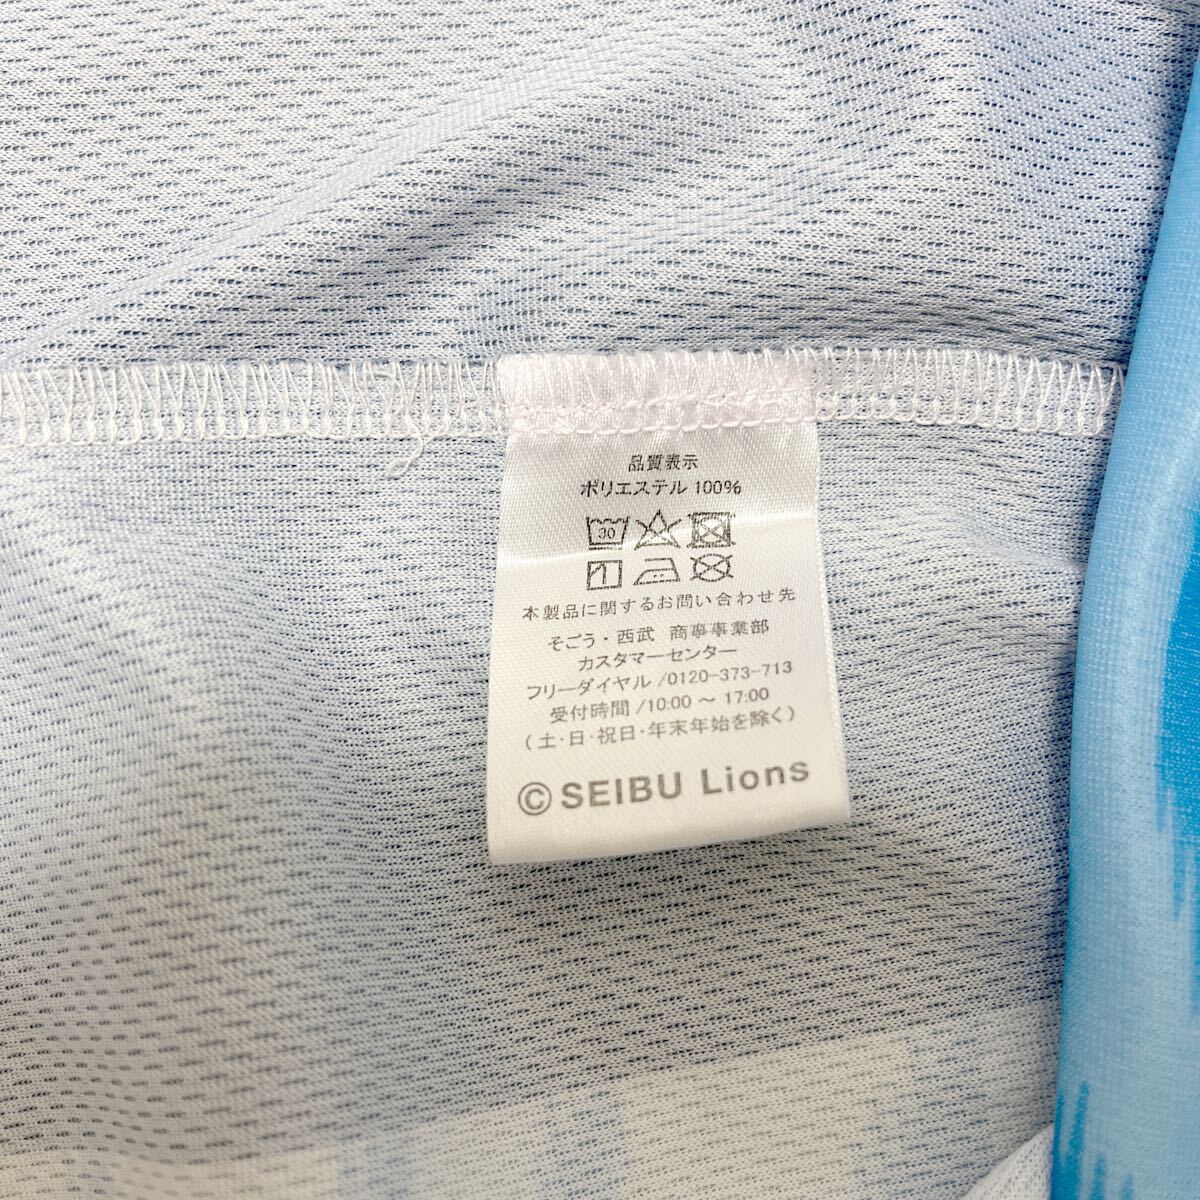 品質表示
ポリエステル 100%
30
本製品に関するお問い合わせ先
そごう・西武 商事事業部
カスタマーセンター
フリーダイヤル/0120-373-713
受付時間/10:00 ～ 17:00
(土・日・祝日・年末年始を除く)
© SEIBU Lions